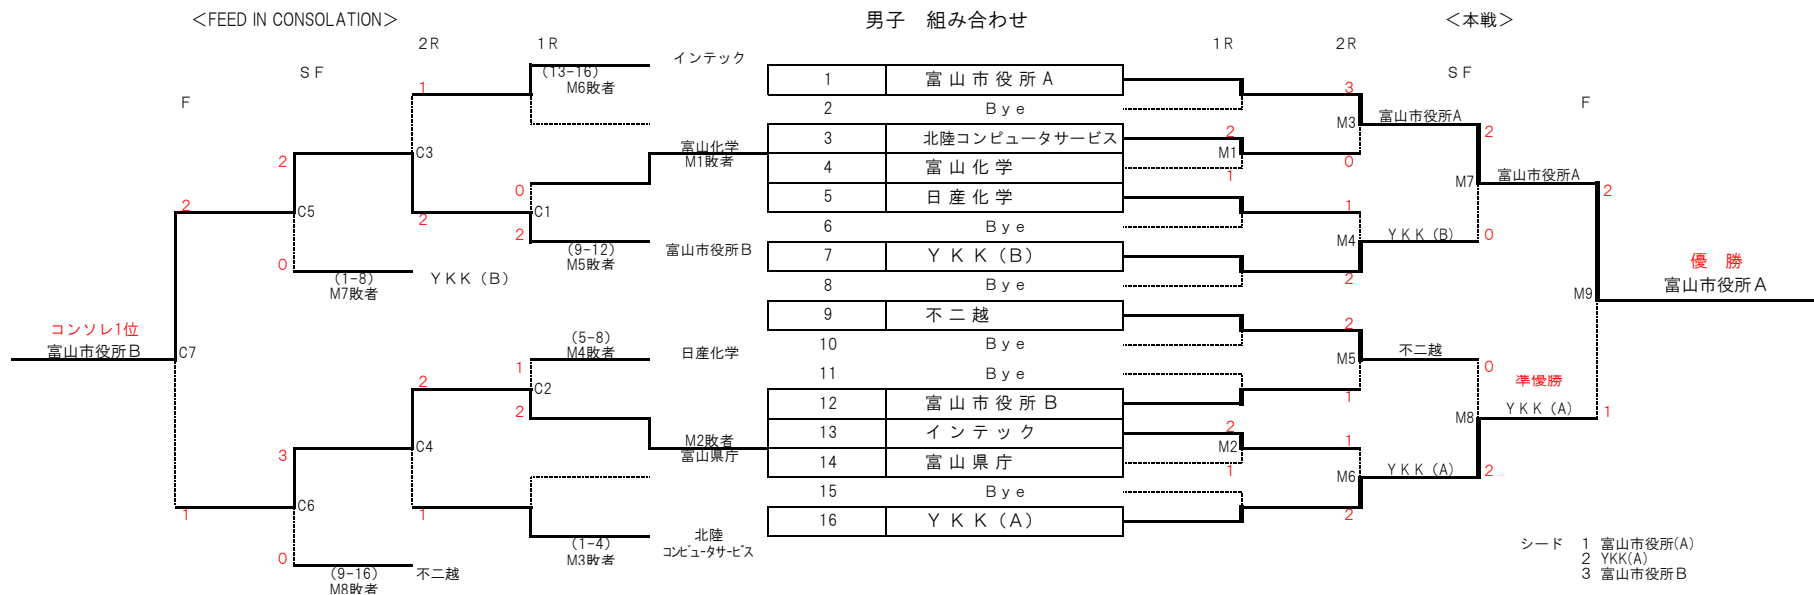 ＜FEED IN CONSOLATION＞
男子　組み合わせ
＜本戦＞
２Ｒ
１Ｒ
ＳＦ
Ｆ
１Ｒ
２Ｒ
ＳＦ
Ｆ
インテック
(13-16)
M6敗者
1
富山化学
M1敗者
C3
2
0
C1
2
2
(9-12)
M5敗者
富山市役所Ｂ
2
C5
0
(1-8)
M7敗者
ＹＫＫ（Ｂ）
コンソレ1位
富山市役所Ｂ
C7
(5-8)
M4敗者
日産化学
1
C2
2
2
M2敗者
富山県庁
C4
3
C6
1
1
(1-4)
M3敗者
北陸
コンピュータサービス
0
(9-16)
M8敗者
不二越
1 富山市役所Ａ
2 Ｂｙｅ
3 北陸コンピュータサービス
4 富山化学
5 日産化学
6 Ｂｙｅ
7 ＹＫＫ（Ｂ）
8 Ｂｙｅ
9 不二越
10 Ｂｙｅ
11 Ｂｙｅ
12 富山市役所Ｂ
13 インテック
14 富山県庁
15 Ｂｙｅ
16 ＹＫＫ（Ａ）
3
富山市役所A
M3
2
M1
1
0
2
M7
富山市役所A
2
1
M4
ＹＫＫ（B）
0
2
M9
優　勝
富山市役所Ａ
2
M5
不二越
0
1
準優勝
ＹＫＫ（A）
1
M8
2
M2
1
1
M6
ＹＫＫ（A）
2
2
シード　1　富山市役所(A)
2　YKK(A)
3　富山市役所Ｂ